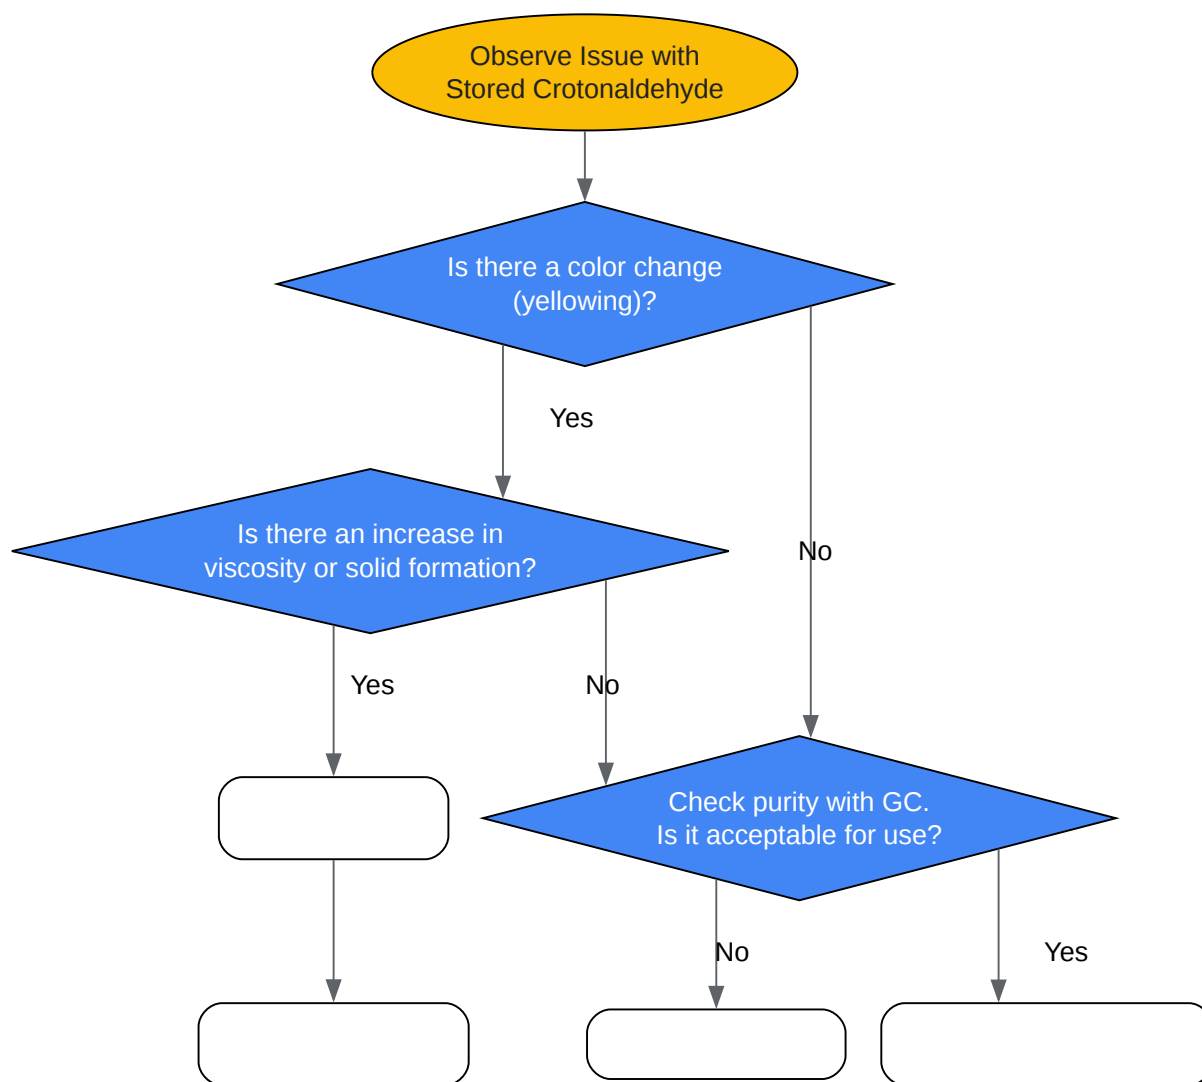 Observe Issue with
Stored Crotonaldehyde
Is there a color change
(yellowing)?
Yes
Is there an increase in
viscosity or solid formation?
No
Yes
No
Check purity with GC.
Is it acceptable for use?
No
Yes